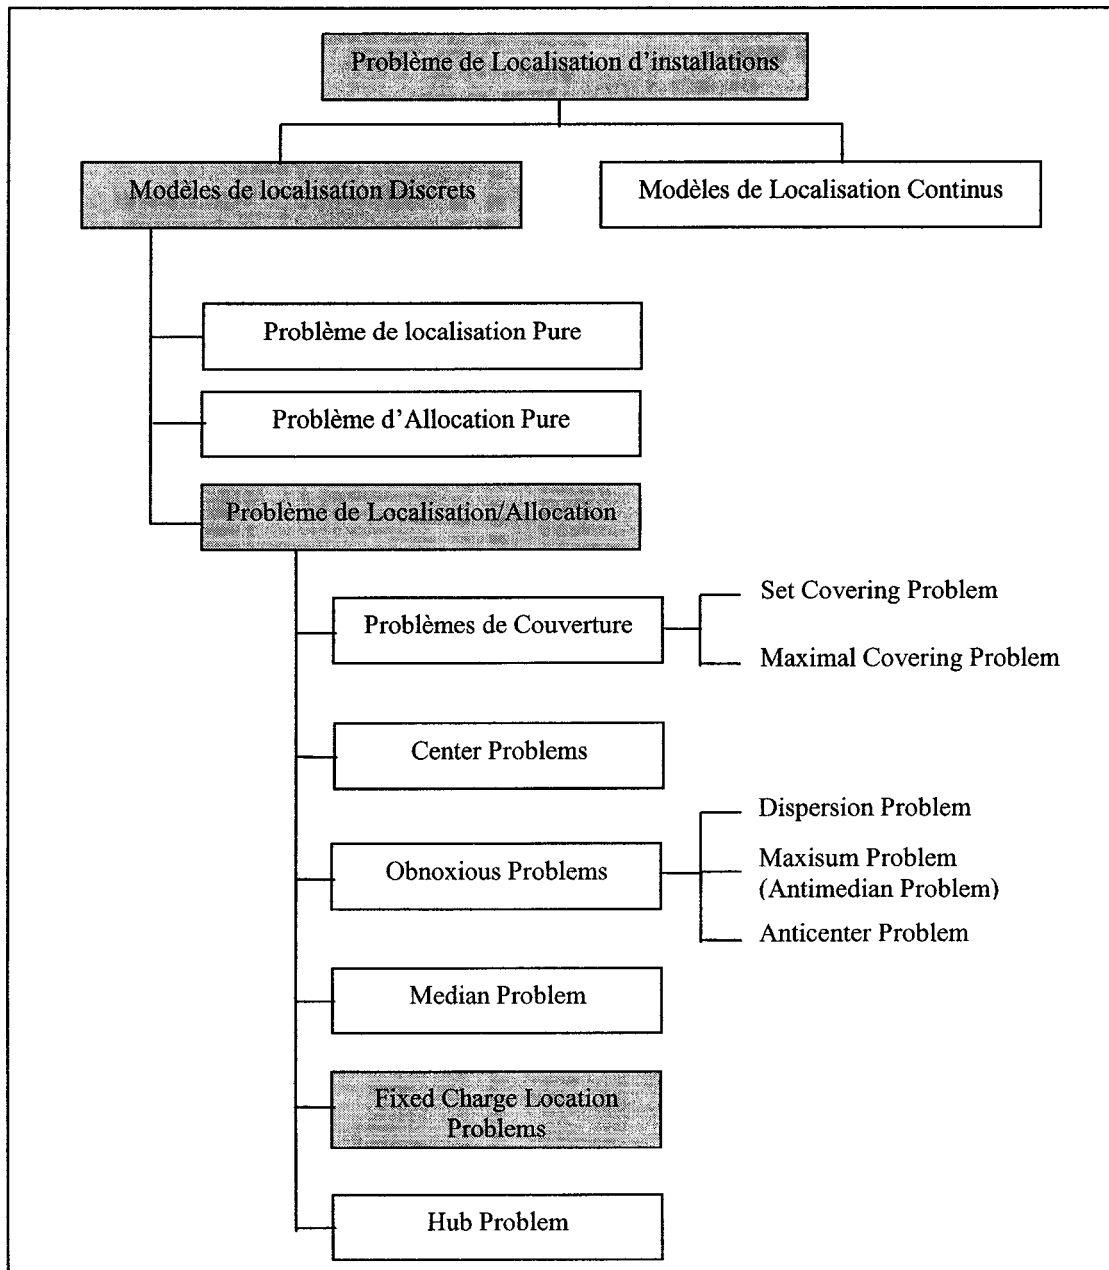 Problème de Localisation d'installations
Modèles de localisation Discrets
Modèles de Localisation Continus
Problème de localisation Pure
Problème d'Allocation Pure
Problème de Localisation/Allocation
Problèmes de Couverture
Set Covering Problem
Maximal Covering Problem
Center Problems
Obnoxious Problems
Dispersion Problem
Maxisum Problem
(Antimedian Problem)
Anticenter Problem
Median Problem
Fixed Charge Location
Problems
Hub Problem